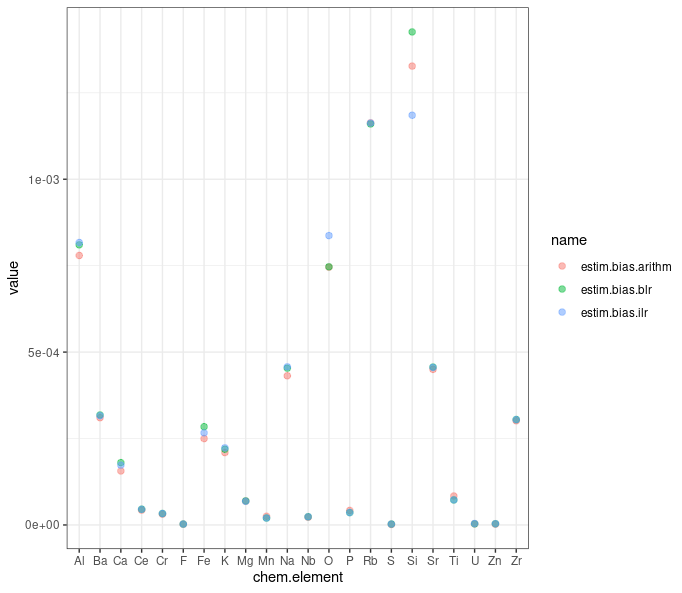 1e-03
5e-04
0e+00
value
Al Ba Ca Ce Cr F Fe K Mg Mn Na Nb O P Rb S Si Sr Ti U Zn Zr
chem.element
name
estim.bias.arithm
estim.bias.blr
estim.bias.ilr